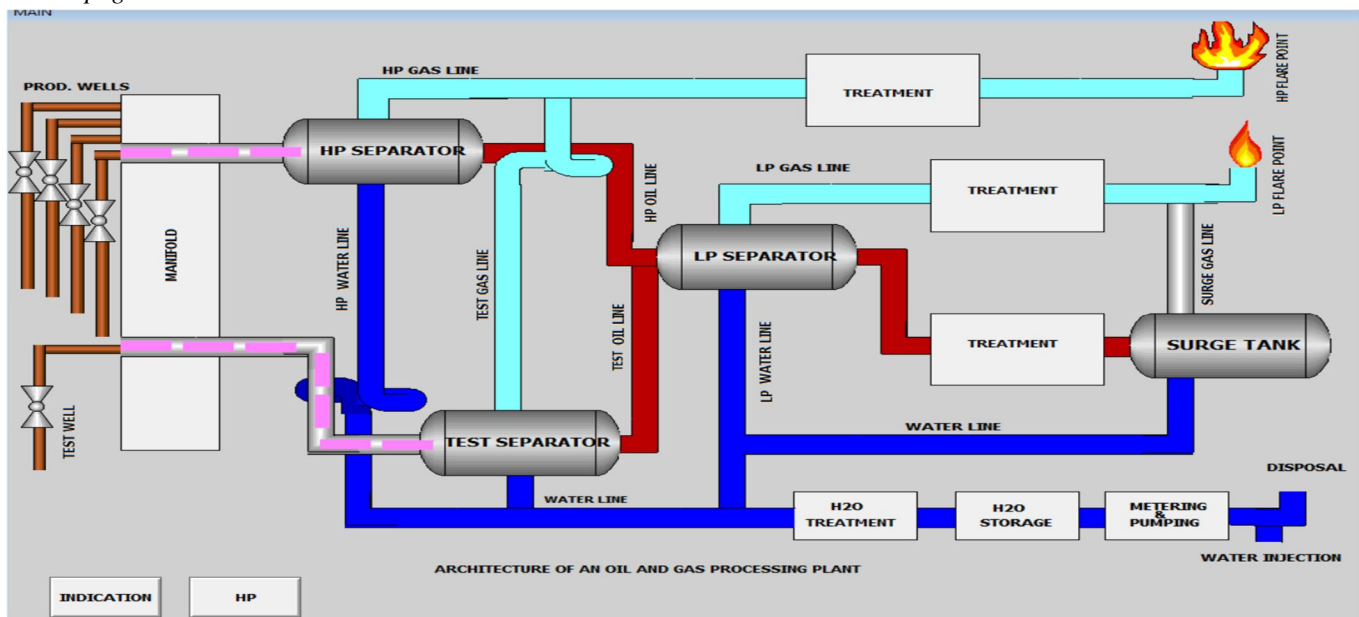 MAIN
PROD. WELLS
HP GAS LINE
TREATMENT
HP FLARE POINT
HP SEPARATOR
HP OIL LINE
LP GAS LINE
TREATMENT
LP FLARE POINT
MANIFOLD
HP WATER LINE
TEST GAS LINE
TEST OIL LINE
LP SEPARATOR
SURGE GAS LINE
LP WATER LINE
TREATMENT
SURGE TANK
TEST WELL
TEST SEPARATOR
WATER LINE
DISPOSAL
WATER LINE
H2O
TREATMENT
H2O
STORAGE
METERING
&
PUMPING
WATER INJECTION
ARCHITECTURE OF AN OIL AND GAS PROCESSING PLANT
INDICATION
HP